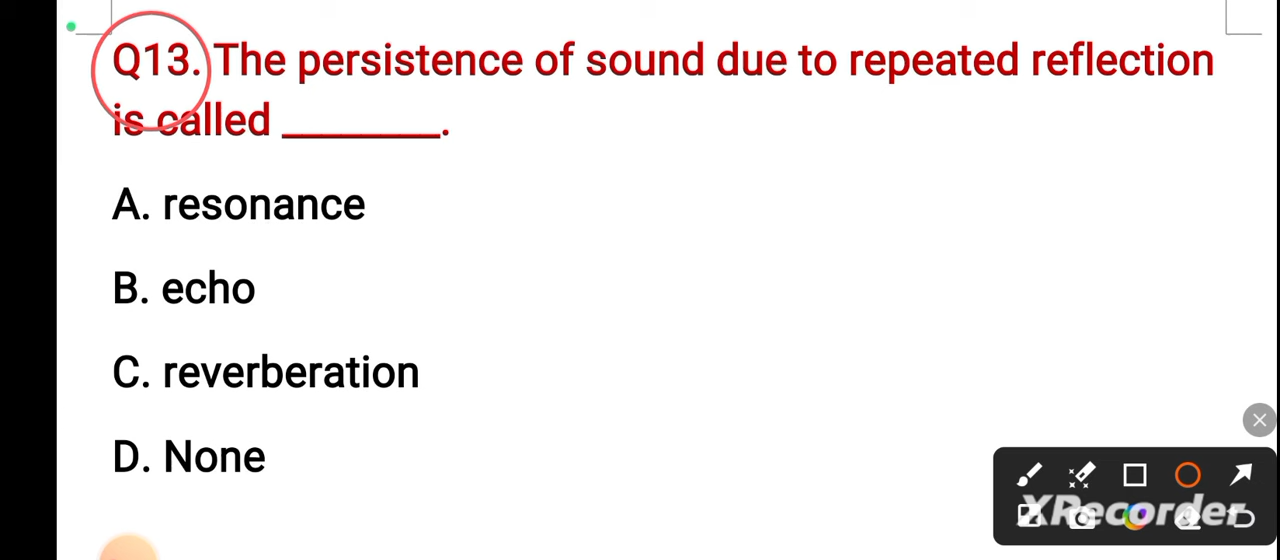 Q13. The persistence of sound due to repeated reflection
is called ________.
A. resonance
B. echo
C. reverberation
D. None
XRecorder